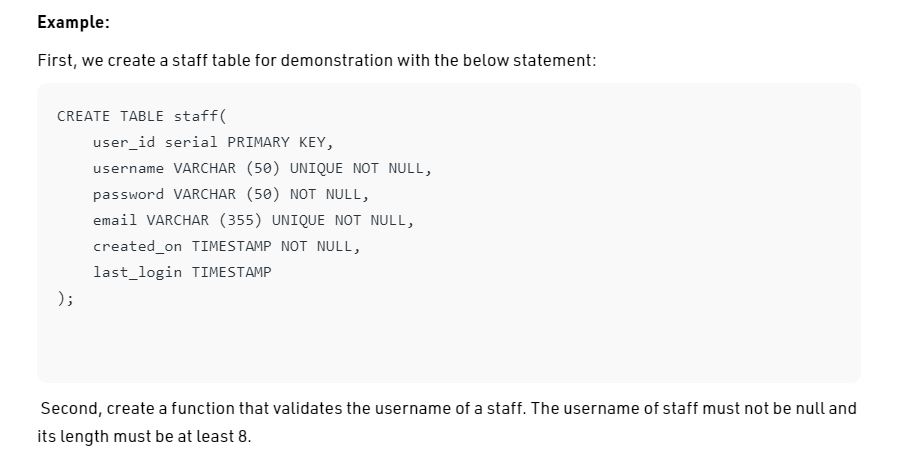 Example:
First, we create a staff table for demonstration with the below statement:
CREATE TABLE staff(
    user_id serial PRIMARY KEY,
    username VARCHAR (50) UNIQUE NOT NULL,
    password VARCHAR (50) NOT NULL,
    email VARCHAR (355) UNIQUE NOT NULL,
    created_on TIMESTAMP NOT NULL,
    last_login TIMESTAMP
);
Second, create a function that validates the username of a staff. The username of staff must not be null and
its length must be at least 8.